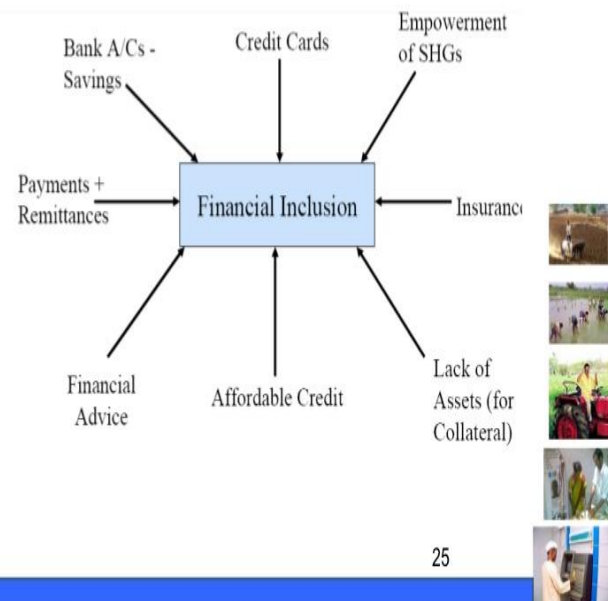 Bank A/Cs -
Savings
Credit Cards
Empowerment
of SHGs
Payments +
Remittances
Financial Inclusion
Insuranc
Financial
Advice
Affordable Credit
Lack of
Assets (for
Collateral)
25